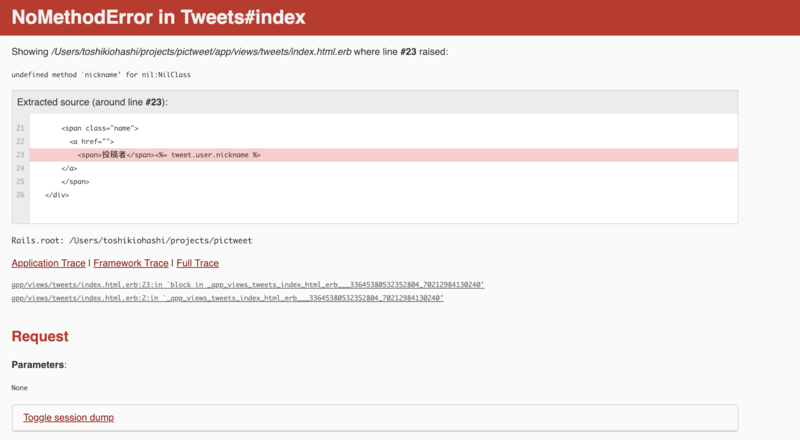 NoMethodError in Tweets#index
Showing /Users/toshikiohashi/projects/pictweet/app/views/tweets/index.html.erb where line #23 raised:
undefined method `nickname' for nil:NilClass
Extracted source (around line #23):
21 <span class="name">
22 <a href="">
23 <span>投稿者</span><%= tweet.user.nickname %>
24 </a>
25 </span>
26 </div>
Rails.root: /Users/toshikiohashi/projects/pictweet
Application Trace | Framework Trace | Full Trace
app/views/tweets/index.html.erb:23:in `block in _app_views_tweets_index_html_erb___33645380532352804_70212984130240'
app/views/tweets/index.html.erb:2:in `_app_views_tweets_index_html_erb___33645380532352804_70212984130240'
Request
Parameters:
None
Toggle session dump